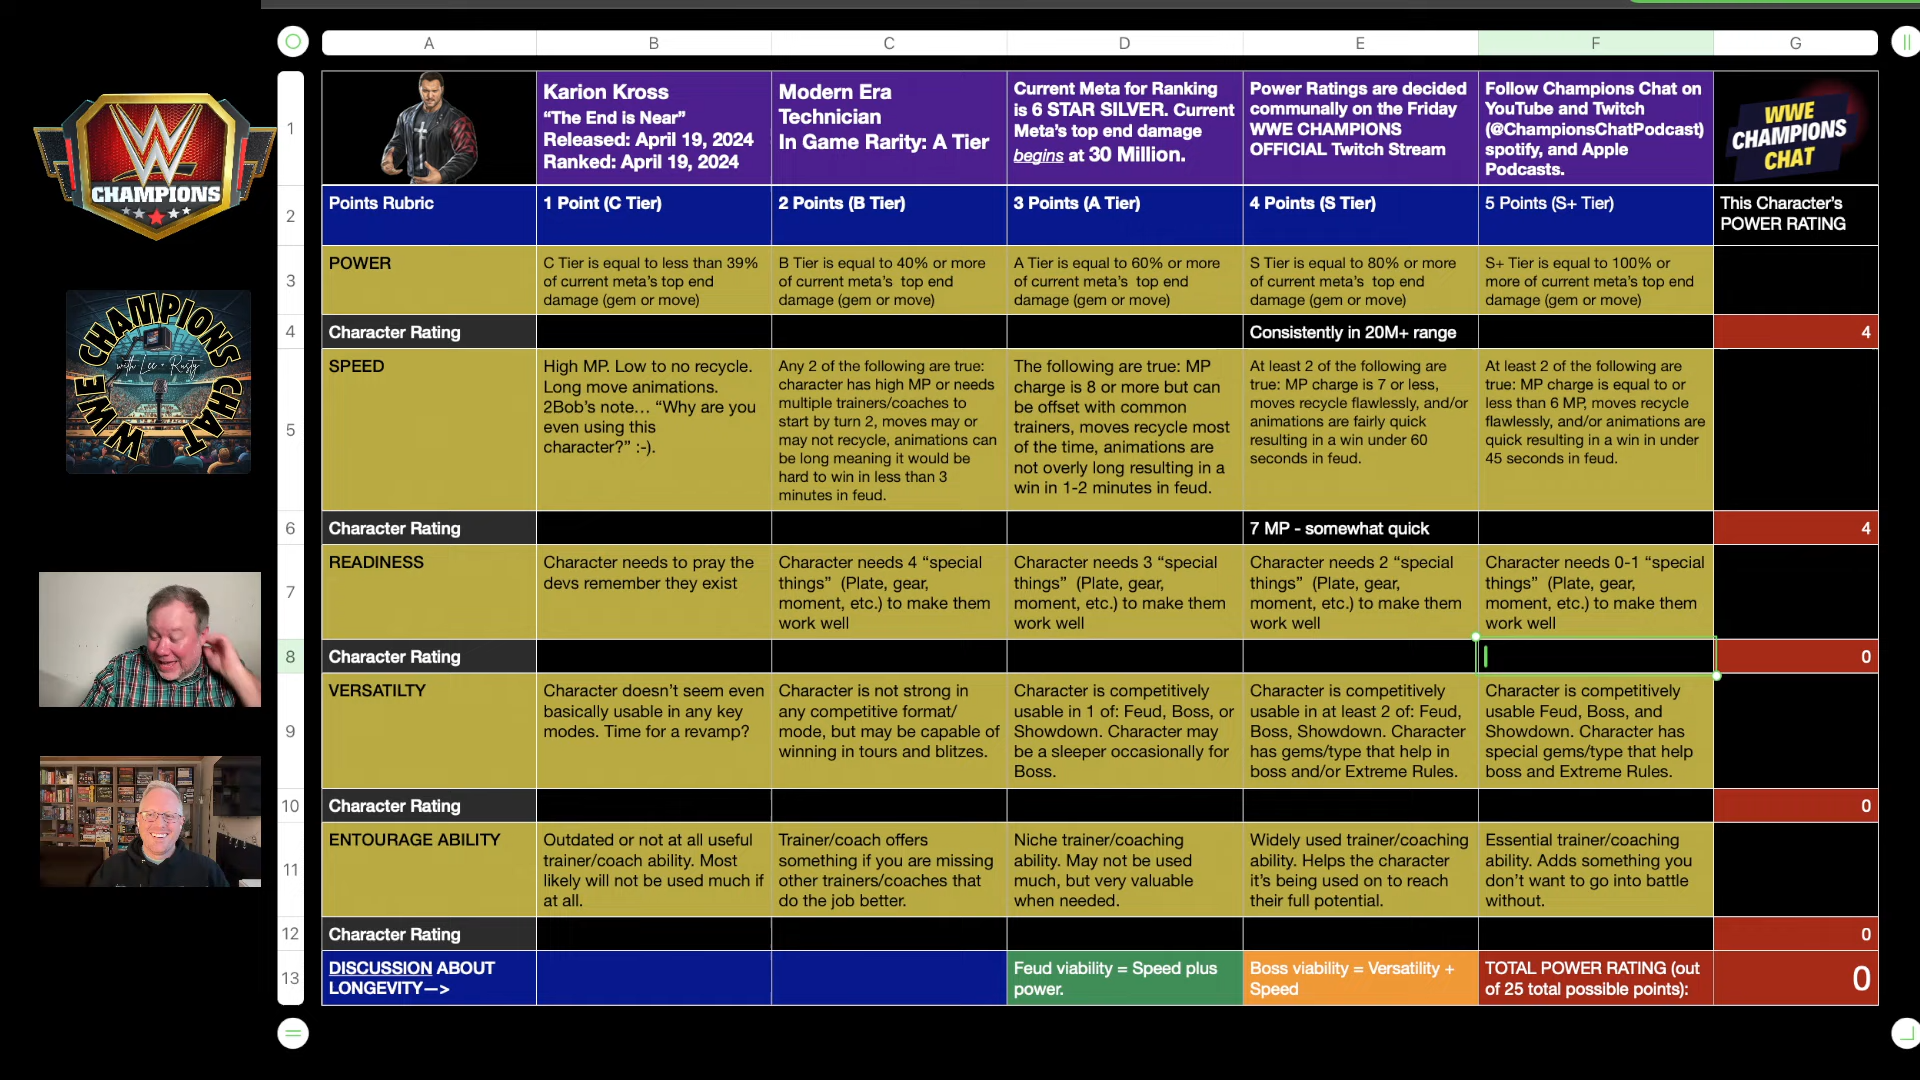 A B C D E F G
1
Karion Kross
“The End is Near”
Released: April 19, 2024
Ranked: April 19, 2024
Modern Era
Technician
In Game Rarity: A Tier
Current Meta for Ranking
is 6 STAR SILVER. Current
Meta’s top end damage
begins at 30 Million.
Power Ratings are decided
communally on the Friday
WWE CHAMPIONS
OFFICIAL Twitch Stream
Follow Champions Chat on
YouTube and Twitch
(@ChampionsChatPodcast)
spotify, and Apple
Podcasts.
WWE
CHAMPIONS
CHAT
W
CHAMPIONS
2
Points Rubric
1 Point (C Tier)
2 Points (B Tier)
3 Points (A Tier)
4 Points (S Tier)
5 Points (S+ Tier)
This Character’s
POWER RATING
3
POWER
C Tier is equal to less than 39%
of current meta’s top end
damage (gem or move)
B Tier is equal to 40% or more
of current meta’s  top end
damage (gem or move)
A Tier is equal to 60% or more
of current meta’s  top end
damage (gem or move)
S Tier is equal to 80% or more
of current meta’s  top end
damage (gem or move)
S+ Tier is equal to 100% or
more of current meta’s top end
damage (gem or move)
4
Character Rating
Consistently in 20M+ range
4
WWE CHAMPIONS CHAT
with Lee + Rusty
5
SPEED
High MP. Low to no recycle.
Long move animations.
2Bob’s note… “Why are you
even using this
character?” :-).
Any 2 of the following are true:
character has high MP or needs
multiple trainers/coaches to
start by turn 2, moves may or
may not recycle, animations can
be long meaning it would be
hard to win in less than 3
minutes in feud.
The following are true: MP
charge is 8 or more but can
be offset with common
trainers, moves recycle most
of the time, animations are
not overly long resulting in a
win in 1-2 minutes in feud.
At least 2 of the following are
true: MP charge is 7 or less,
moves recycle flawlessly, and/or
animations are fairly quick
resulting in a win under 60
seconds in feud.
At least 2 of the following are
true: MP charge is equal to or
less than 6 MP, moves recycle
flawlessly, and/or animations are
quick resulting in a win in under
45 seconds in feud.
6
Character Rating
7 MP - somewhat quick
4
7
READINESS
Character needs to pray the
devs remember they exist
Character needs 4 “special
things”  (Plate, gear,
moment, etc.) to make them
work well
Character needs 3 “special
things”  (Plate, gear,
moment, etc.) to make them
work well
Character needs 2 “special
things”  (Plate, gear,
moment, etc.) to make them
work well
Character needs 0-1 “special
things”  (Plate, gear,
moment, etc.) to make them
work well
8
Character Rating
0
9
VERSATILTY
Character doesn’t seem even
basically usable in any key
modes. Time for a revamp?
Character is not strong in
any competitive format/
mode, but may be capable of
winning in tours and blitzes.
Character is competitively
usable in 1 of: Feud, Boss, or
Showdown. Character may
be a sleeper occasionally for
Boss.
Character is competitively
usable in at least 2 of: Feud,
Boss, Showdown. Character
has gems/type that help in
boss and/or Extreme Rules.
Character is competitively
usable Feud, Boss, and
Showdown. Character has
special gems/type that help
boss and Extreme Rules.
10
Character Rating
0
11
ENTOURAGE ABILITY
Outdated or not at all useful
trainer/coach ability. Most
likely will not be used much if
at all.
Trainer/coach offers
something if you are missing
other trainers/coaches that
do the job better.
Niche trainer/coaching
ability. May not be used
much, but very valuable
when needed.
Widely used trainer/coaching
ability. Helps the character
it’s being used on to reach
their full potential.
Essential trainer/coaching
ability. Adds something you
don’t want to go into battle
without.
12
Character Rating
0
13
DISCUSSION ABOUT
LONGEVITY—>
Feud viability = Speed plus
power.
Boss viability = Versatility +
Speed
TOTAL POWER RATING (out
of 25 total possible points):
0